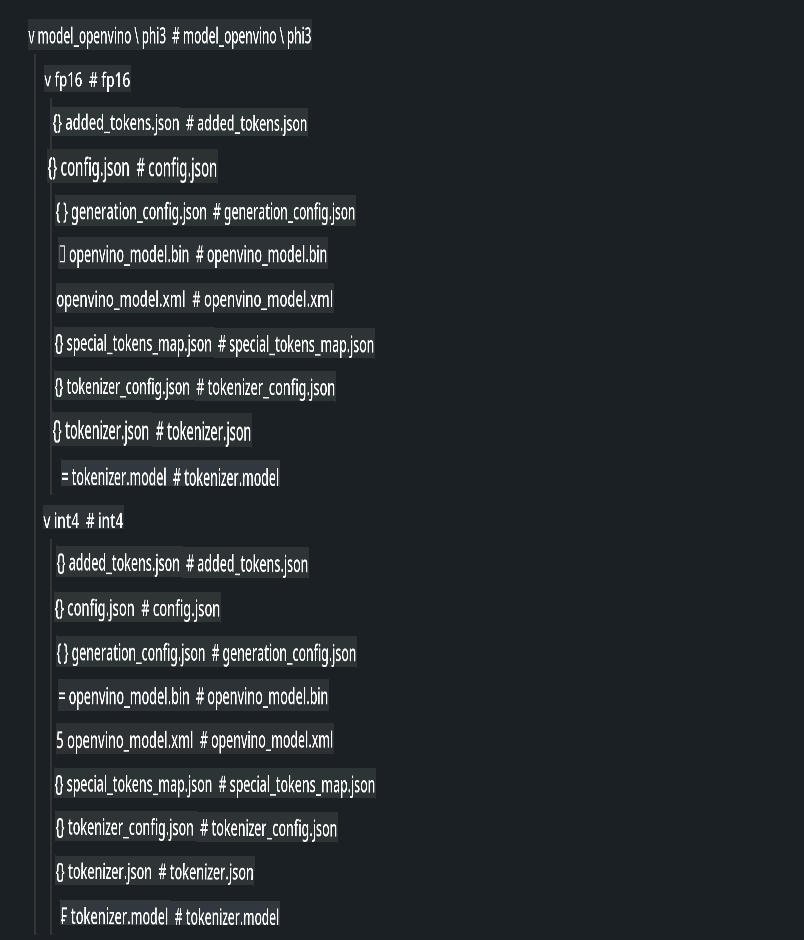 v model_openvino \ phi3 # model_openvino \ phi3
v fp16 # fp16
{} added_tokens.json # added_tokens.json
{} config.json # config.json
{ } generation_config.json # generation_config.json
▯ openvino_model.bin # openvino_model.bin
openvino_model.xml # openvino_model.xml
{} special_tokens_map.json # special_tokens_map.json
{} tokenizer_config.json # tokenizer_config.json
{} tokenizer.json # tokenizer.json
= tokenizer.model # tokenizer.model
v int4 # int4
{} added_tokens.json # added_tokens.json
{} config.json # config.json
{ } generation_config.json # generation_config.json
= openvino_model.bin # openvino_model.bin
5 openvino_model.xml # openvino_model.xml
{} special_tokens_map.json # special_tokens_map.json
{} tokenizer_config.json # tokenizer_config.json
{} tokenizer.json # tokenizer.json
₣ tokenizer.model # tokenizer.model